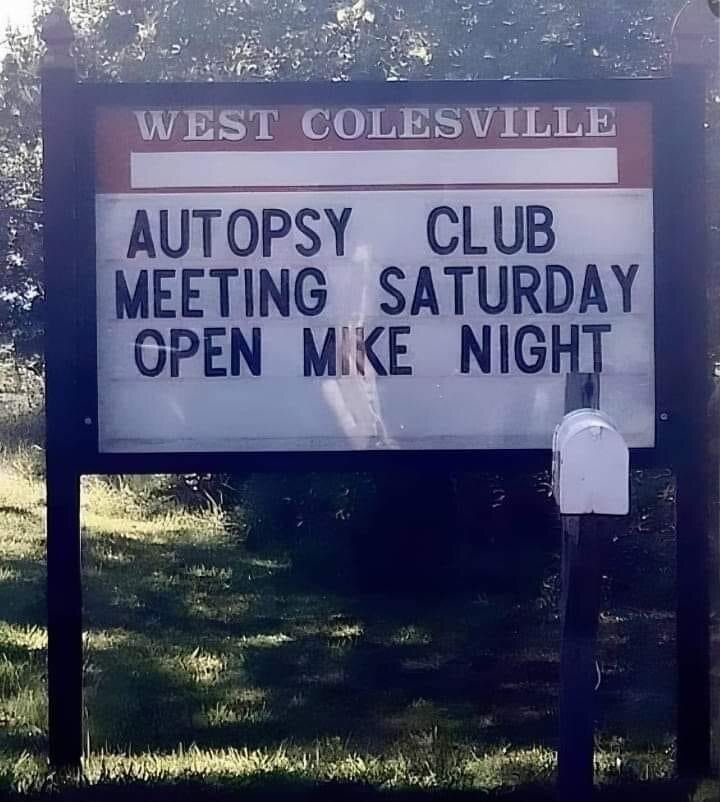 WEST COLESVILLE
AUTOPSY CLUB
MEETING SATURDAY
OPEN MIKE NIGHT